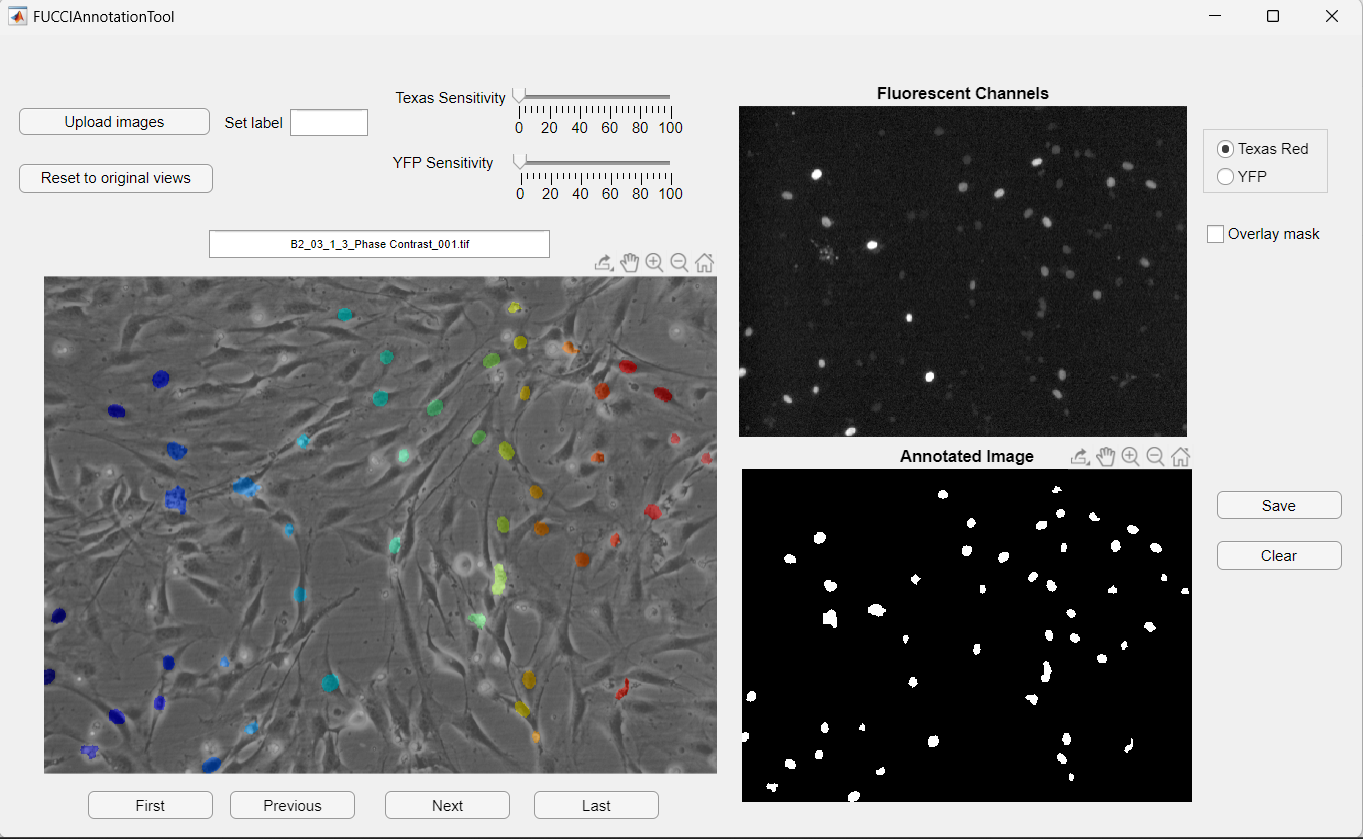 FUCCIAnnotationTool
Upload images
Set label
Texas Sensitivity
0 20 40 60 80 100
YFP Sensitivity
0 20 40 60 80 100
Reset to original views
B2_03_1_3_Phase Contrast_001.tif
Fluorescent Channels
Texas Red
YFP
Overlay mask
Annotated Image
Save
Clear
First
Previous
Next
Last